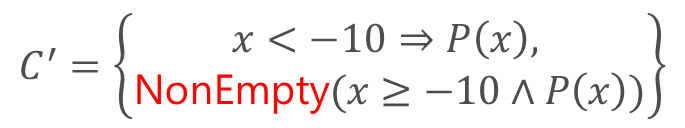 C′ = { x < −10 ⇒ P(x),
NonEmpty(x ≥ −10 ∧ P(x)) }